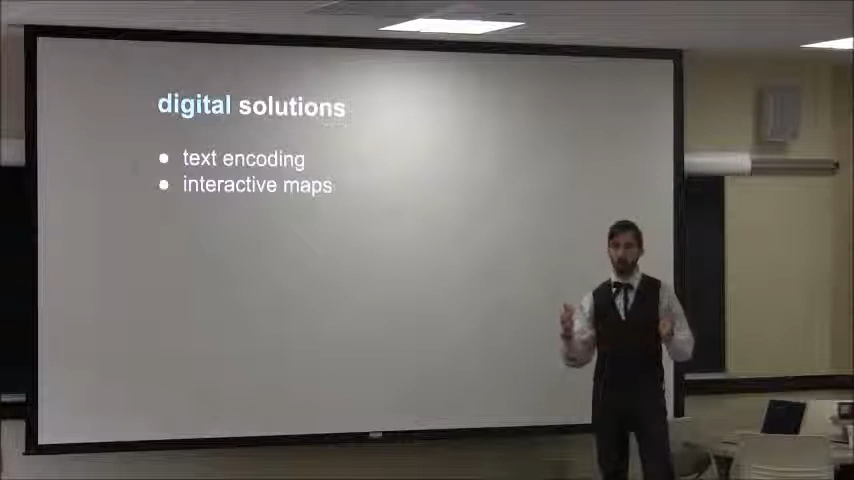 digital solutions
● text encoding
● interactive maps